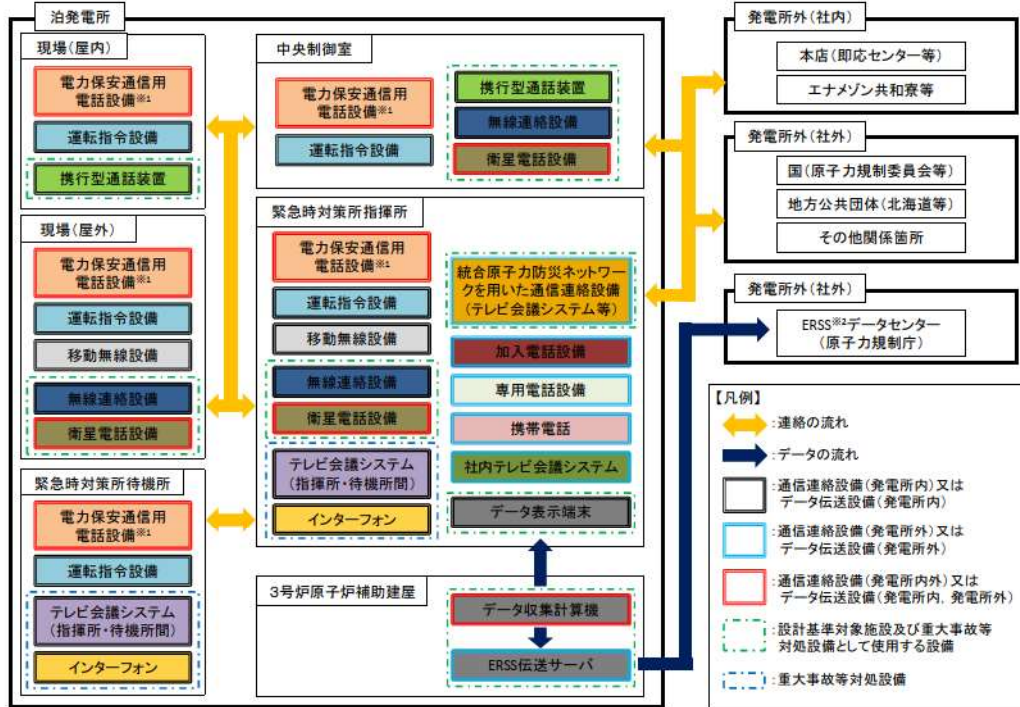 泊発電所
現場(屋内)
電力保安通信用
電話設備※1
運転指令設備
携行型通話装置
現場(屋外)
電力保安通信用
電話設備※1
運転指令設備
移動無線設備
無線連絡設備
衛星電話設備
緊急時対策所待機所
電力保安通信用
電話設備※1
運転指令設備
テレビ会議システム
(指揮所・待機所間)
インターフォン
中央制御室
電力保安通信用
電話設備※1
運転指令設備
携行型通話装置
無線連絡設備
衛星電話設備
緊急時対策所指揮所
電力保安通信用
電話設備※1
運転指令設備
移動無線設備
無線連絡設備
衛星電話設備
テレビ会議システム
(指揮所・待機所間)
インターフォン
統合原子力防災ネットワー
クを用いた通信連絡設備
(テレビ会議システム等)
加入電話設備
専用電話設備
携帯電話
社内テレビ会議システム
データ表示端末
3号炉原子炉補助建屋
データ収集計算機
ERSS伝送サーバ
発電所外(社内)
本店(即応センター等)
エナメゾン共和寮等
発電所外(社外)
国(原子力規制委員会等)
地方公共団体(北海道等)
その他関係箇所
発電所外(社外)
ERSS※2データセンター
(原子力規制庁)
【凡例】
:連絡の流れ
:データの流れ
:通信連絡設備(発電所内)又は
データ伝送設備(発電所内)
:通信連絡設備(発電所外)又は
データ伝送設備(発電所外)
:通信連絡設備(発電所内外)又は
データ伝送設備(発電所内、発電所外)
:設計基準対象施設及び重大事故等
対処設備として使用する設備
:重大事故等対処設備